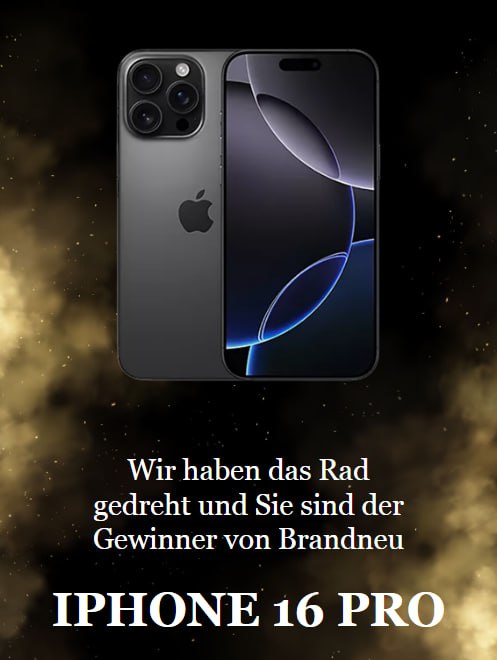 Wir haben das Rad
gedreht und Sie sind der
Gewinner von Brandneu
IPHONE 16 PRO